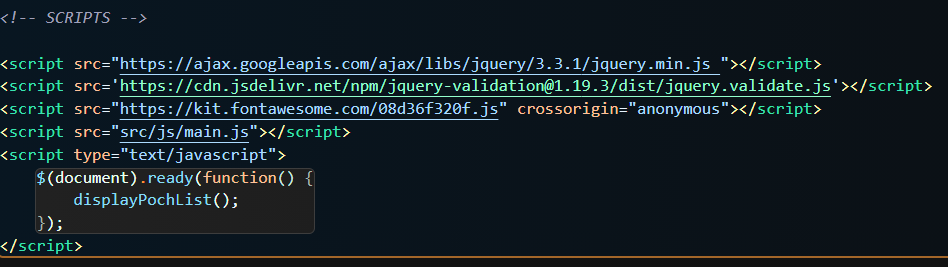 <!-- SCRIPTS -->
<script src="https://ajax.googleapis.com/ajax/libs/jquery/3.3.1/jquery.min.js "></script>
<script src='https://cdn.jsdelivr.net/npm/jquery-validation@1.19.3/dist/jquery.validate.js'></script>
<script src="https://kit.fontawesome.com/08d36f320f.js" crossorigin="anonymous"></script>
<script src="src/js/main.js"></script>
<script type="text/javascript">
    $(document).ready(function() {
        displayPochList();
    });
</script>